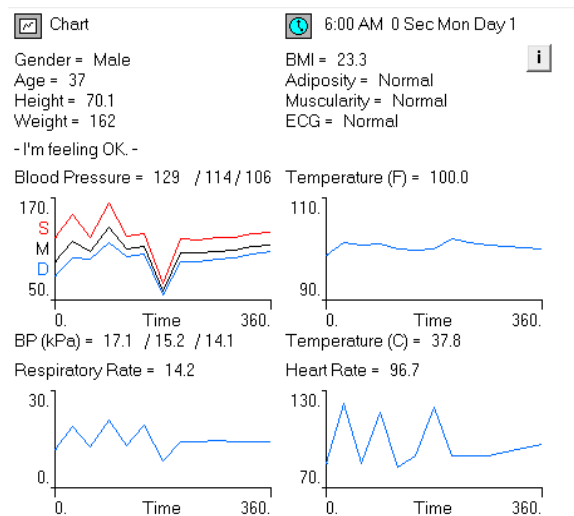 Chart
6:00 AM 0 Sec Mon Day 1
Gender = Male
BMI = 23.3
i
Age = 37
Adiposity = Normal
Height = 70.1
Muscularity = Normal
Weight = 162
ECG = Normal
- I'm feeling OK. -
Blood Pressure = 129 / 114 / 106
Temperature (F) = 100.0
170.
S
M
D
50.
0. Time 360.
110.
90.
0. Time 360.
BP (kPa) = 17.1 / 15.2 / 14.1
Temperature (C) = 37.8
Respiratory Rate = 14.2
Heart Rate = 96.7
30.
0.
0. Time 360.
130.
70.
0. Time 360.